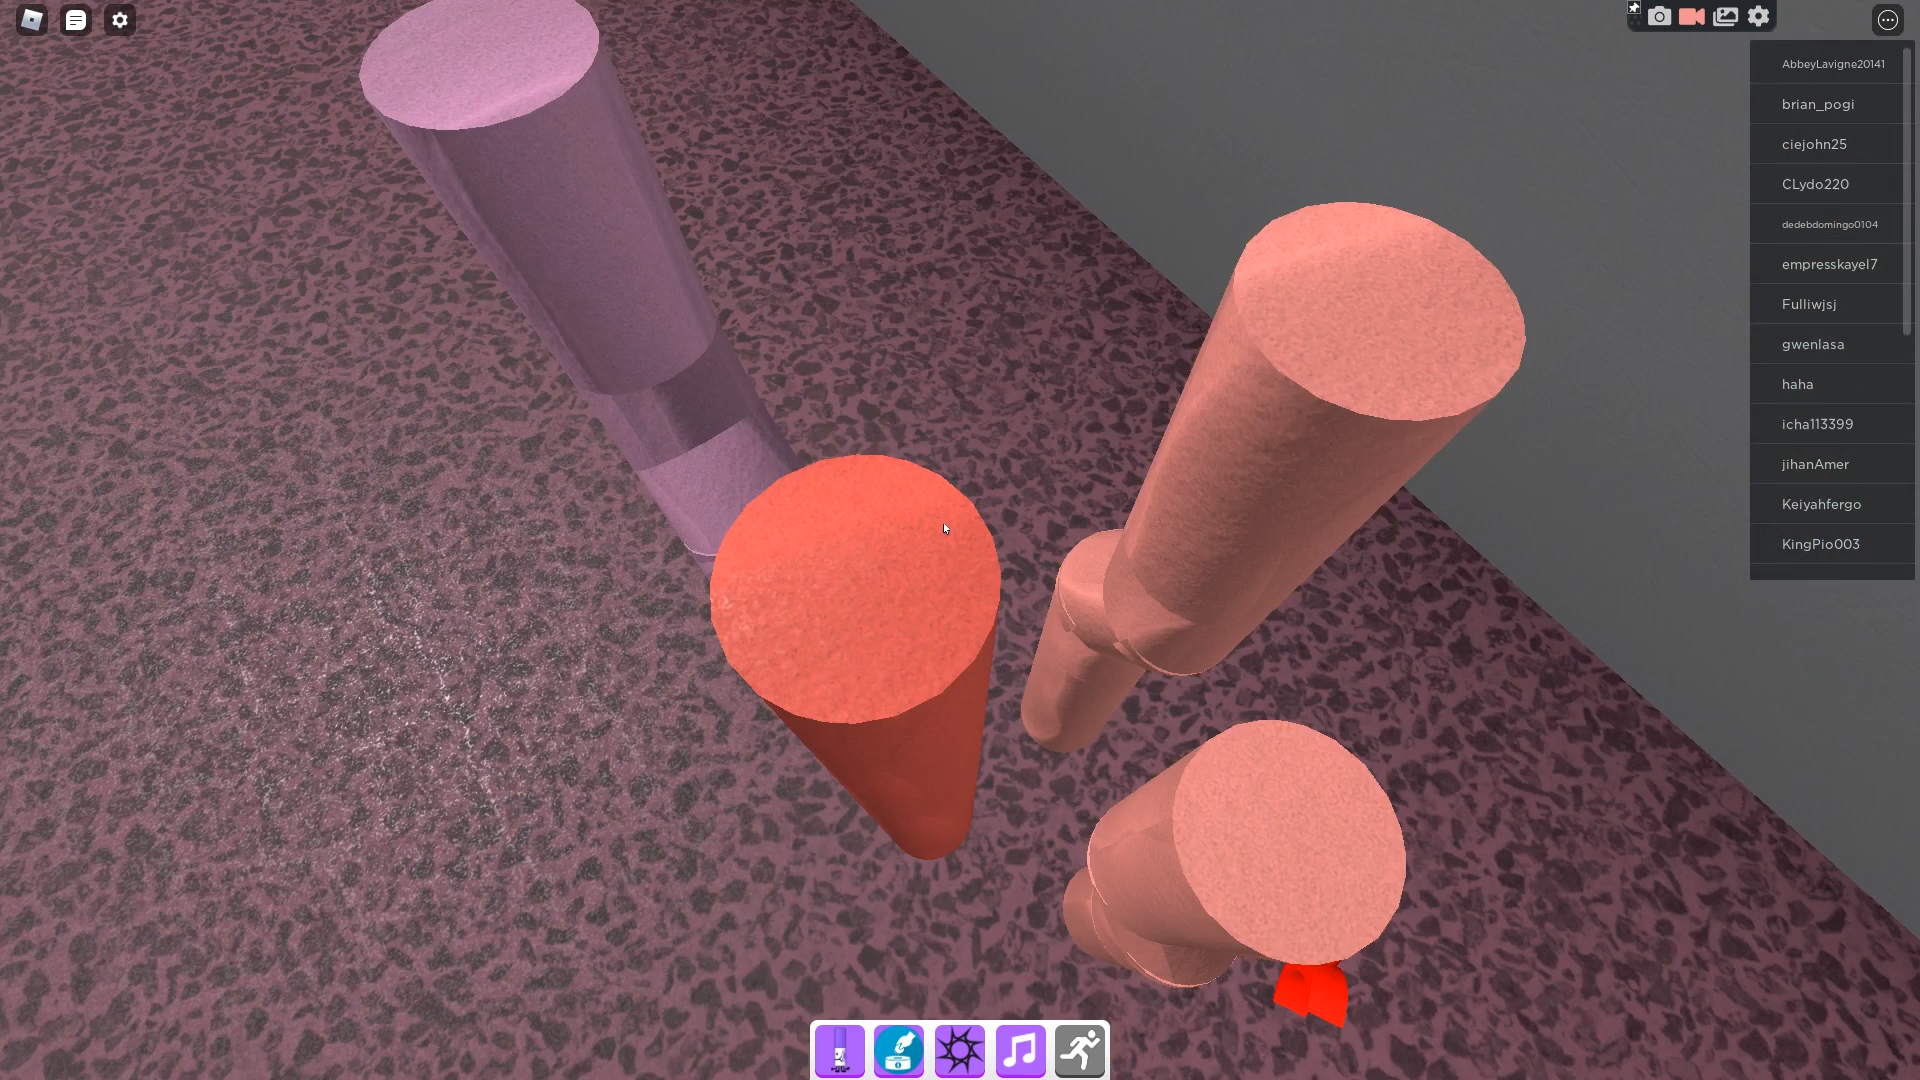 AbbeyLavigne20141
brian_pogi
ciejohn25
CLydo220
dedebdomingo0104
empresskayel7
Fulliwjsj
gwenlasa
haha
icha113399
jihanAmer
Keiyahfergo
KingPio003